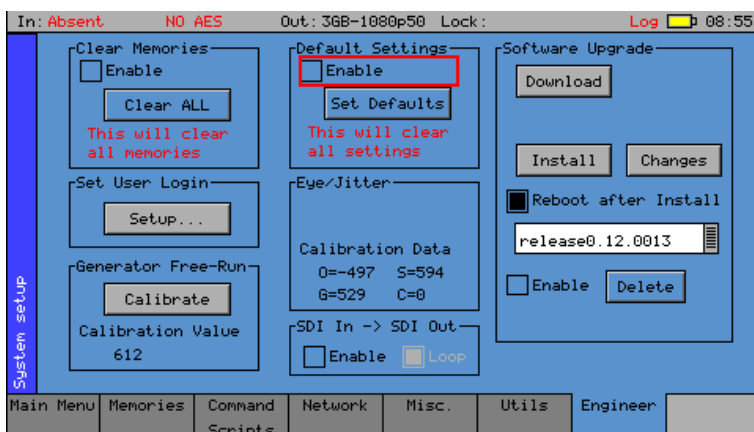 In: Absent NO AES Out: 3GB-1080p50 Lock: Log 08:55
System setup
Clear Memories
Enable
Clear ALL
This will clear
all memories
Set User Login
Setup...
Generator Free-Run
Calibrate
Calibration Value
612
Default Settings
Enable
Set Defaults
This will clear
all settings
Eye/Jitter
Calibration Data
O=-497 S=594
G=529 C=0
SDI In -> SDI Out
Enable Loop
Software Upgrade
Download
Install Changes
Reboot after Install
release0.12.0013
Enable Delete
Main Menu Memories Command Network Misc. Utils Engineer
Scripts